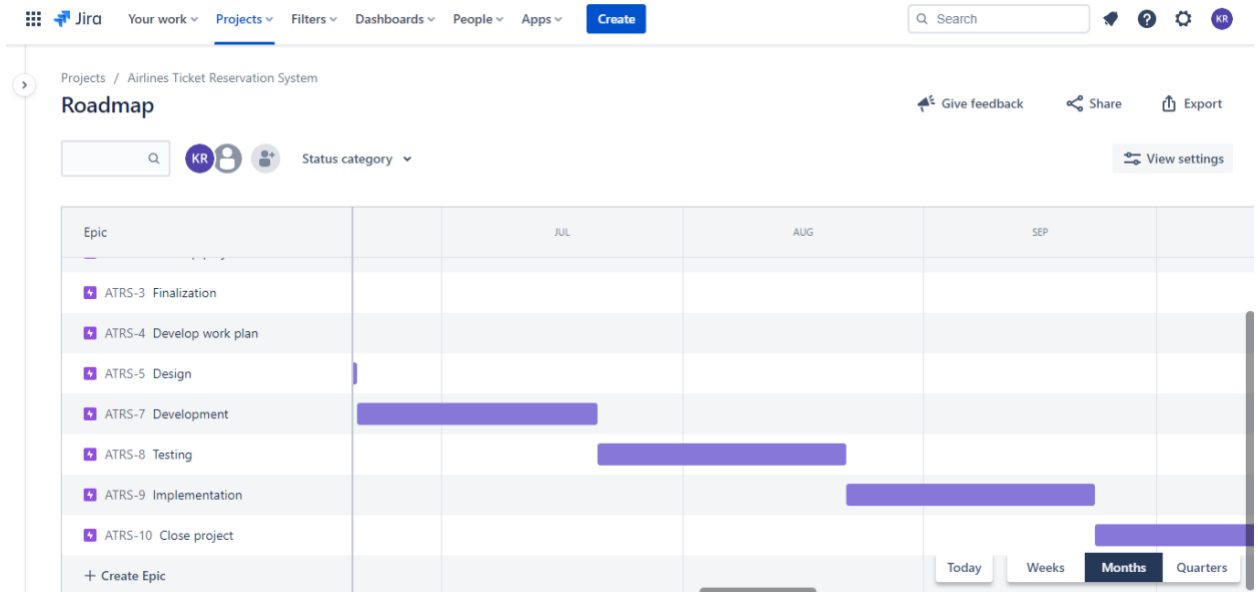 Jira Your work Projects Filters Dashboards People Apps Create Search KR
Projects / Airlines Ticket Reservation System
Roadmap
Give feedback Share Export
KR Status category View settings
Epic JUL AUG SEP
ATRS-3 Finalization
ATRS-4 Develop work plan
ATRS-5 Design
ATRS-7 Development
ATRS-8 Testing
ATRS-9 Implementation
ATRS-10 Close project
+ Create Epic
Today Weeks Months Quarters